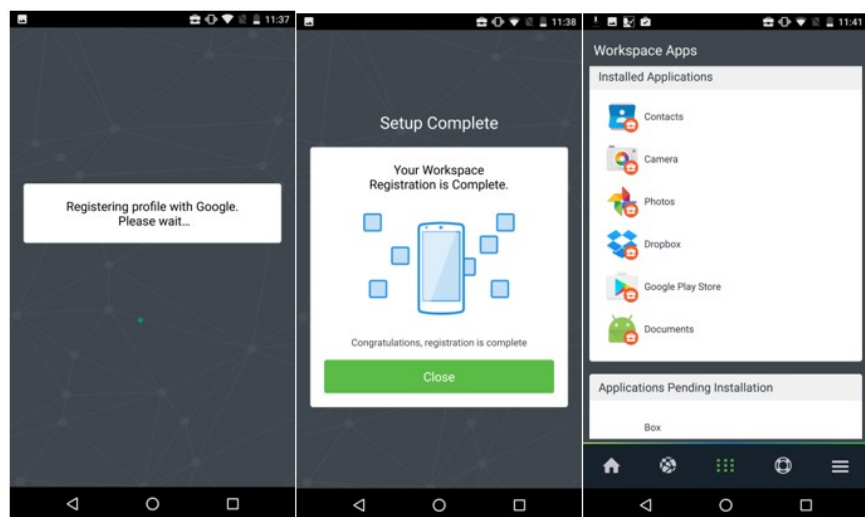 11:37
Registering profile with Google.
Please wait...
11:38
Setup Complete
Your Workspace
Registration is Complete.
Congratulations, registration is complete
Close
11:41
Workspace Apps
Installed Applications
Contacts
Camera
Photos
Dropbox
Google Play Store
Documents
Applications Pending Installation
Box